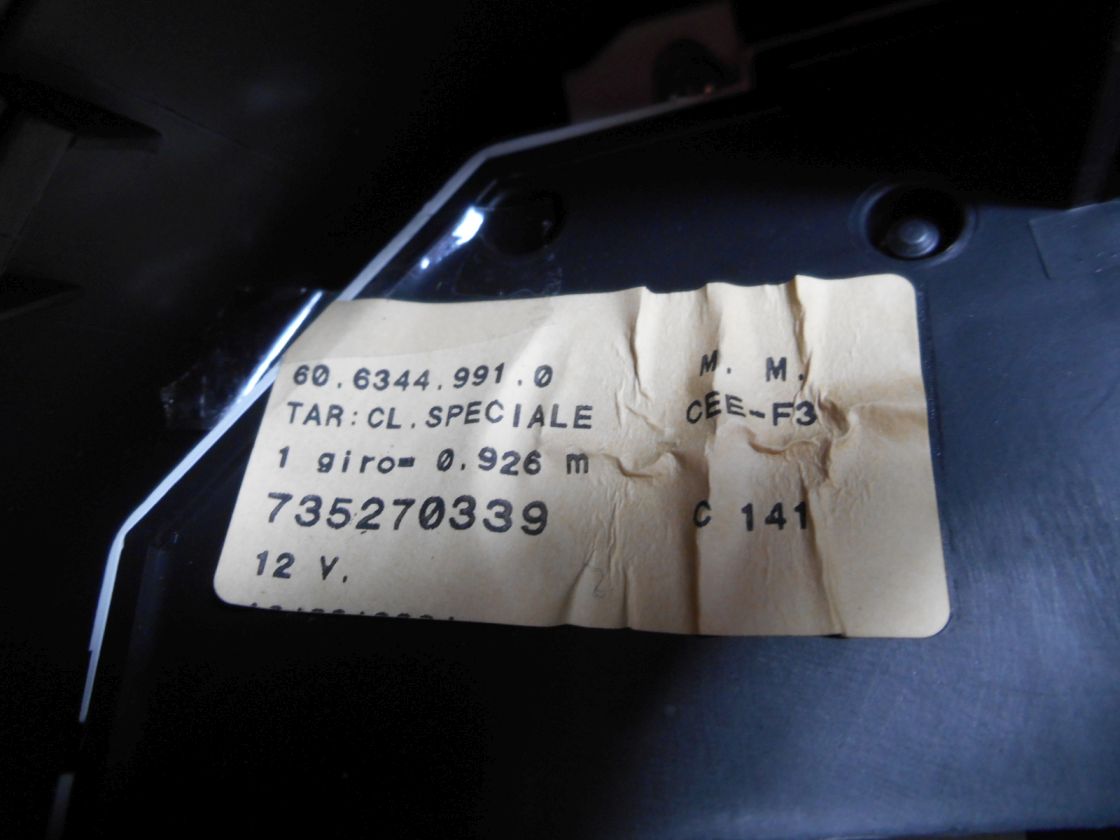 60.6344.991.0 M. M.
TAR:CL.SPECIALE CEE-F3
1 giro= 0.926 m
735270339 C 141
12 V.